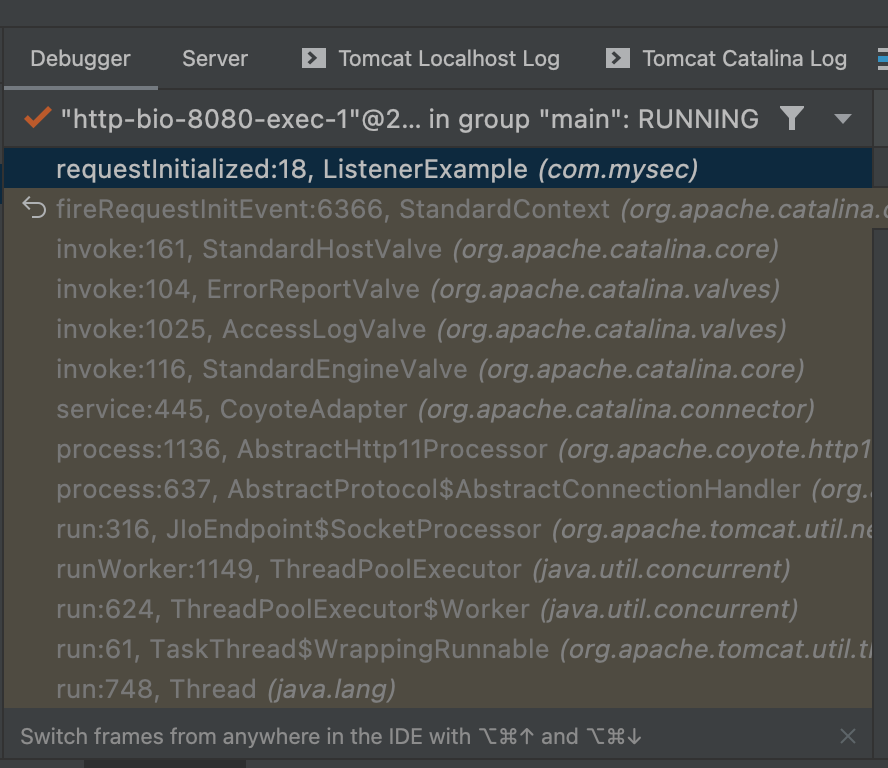 Debugger Server Tomcat Localhost Log Tomcat Catalina Log
"http-bio-8080-exec-1"@2... in group "main": RUNNING
requestInitialized:18, ListenerExample (com.mysec)
fireRequestInitEvent:6366, StandardContext (org.apache.catalina.c
invoke:161, StandardHostValve (org.apache.catalina.core)
invoke:104, ErrorReportValve (org.apache.catalina.valves)
invoke:1025, AccessLogValve (org.apache.catalina.valves)
invoke:116, StandardEngineValve (org.apache.catalina.core)
service:445, CoyoteAdapter (org.apache.catalina.connector)
process:1136, AbstractHttp11Processor (org.apache.coyote.http1
process:637, AbstractProtocol$AbstractConnectionHandler (org.
run:316, JIoEndpoint$SocketProcessor (org.apache.tomcat.util.ne
runWorker:1149, ThreadPoolExecutor (java.util.concurrent)
run:624, ThreadPoolExecutor$Worker (java.util.concurrent)
run:61, TaskThread$WrappingRunnable (org.apache.tomcat.util.t
run:748, Thread (java.lang)
Switch frames from anywhere in the IDE with ⌥⌘↑ and ⌥⌘↓